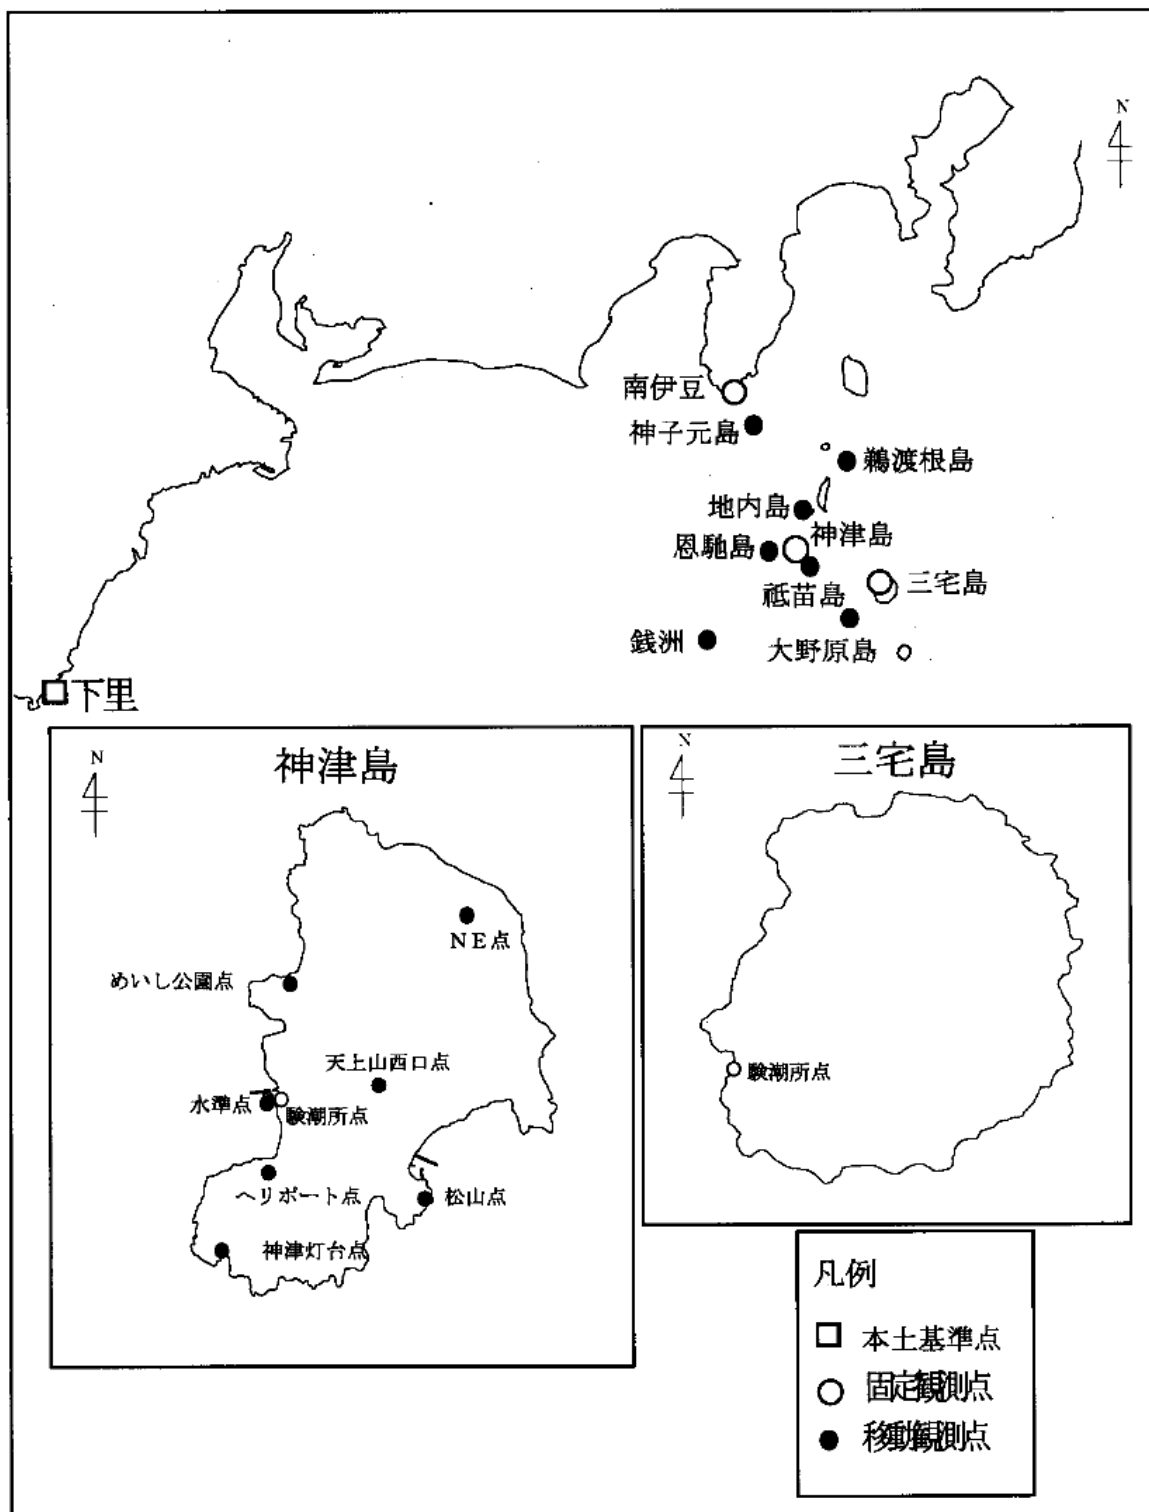 N
南伊豆
神子元島
鵜渡根島
地内島
神津島
恩馳島
祗苗島
三宅島
銭洲
大野原島
下里
N
神津島
NE点
めいし公園点
天上山西口点
水準点
験潮所点
ヘリポート点
松山点
神津灯台点
N
三宅島
験潮所点
凡例
本土基準点
固定観測点
移動観測点